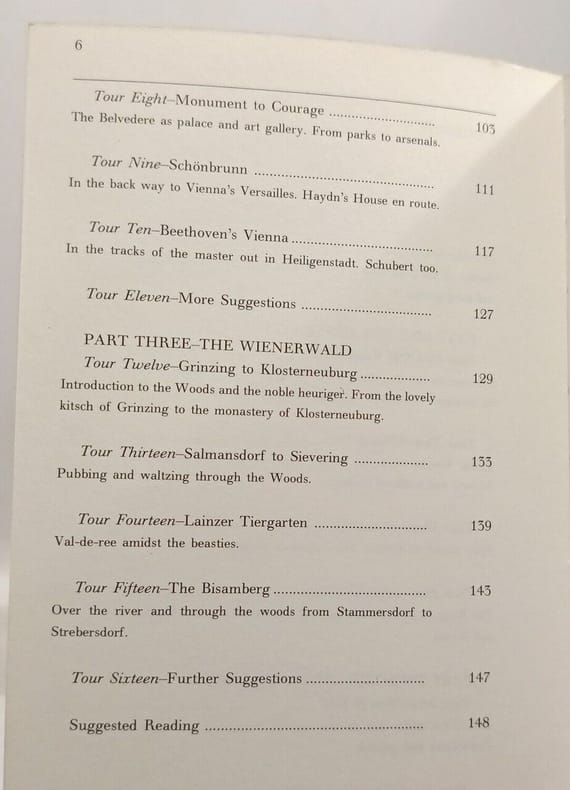 6
Tour Eight–Monument to Courage ........................... 103
The Belvedere as palace and art gallery. From parks to arsenals.
Tour Nine–Schönbrunn ............................................. 111
In the back way to Vienna's Versailles. Haydn's House en route.
Tour Ten–Beethoven's Vienna .................................... 117
In the tracks of the master out in Heiligenstadt. Schubert too.
Tour Eleven–More Suggestions ................................. 127
PART THREE–THE WIENERWALD
Tour Twelve–Grinzing to Klosterneuburg .................. 129
Introduction to the Woods and the noble heuriger. From the lovely
kitsch of Grinzing to the monastery of Klosterneuburg.
Tour Thirteen–Salmansdorf to Sievering ................... 133
Pubbing and waltzing through the Woods.
Tour Fourteen–Lainzer Tiergarten ............................. 139
Val-de-ree amidst the beasties.
Tour Fifteen–The Bisamberg ....................................... 143
Over the river and through the woods from Stammersdorf to
Strebersdorf.
Tour Sixteen–Further Suggestions .............................. 147
Suggested Reading ....................................................... 148